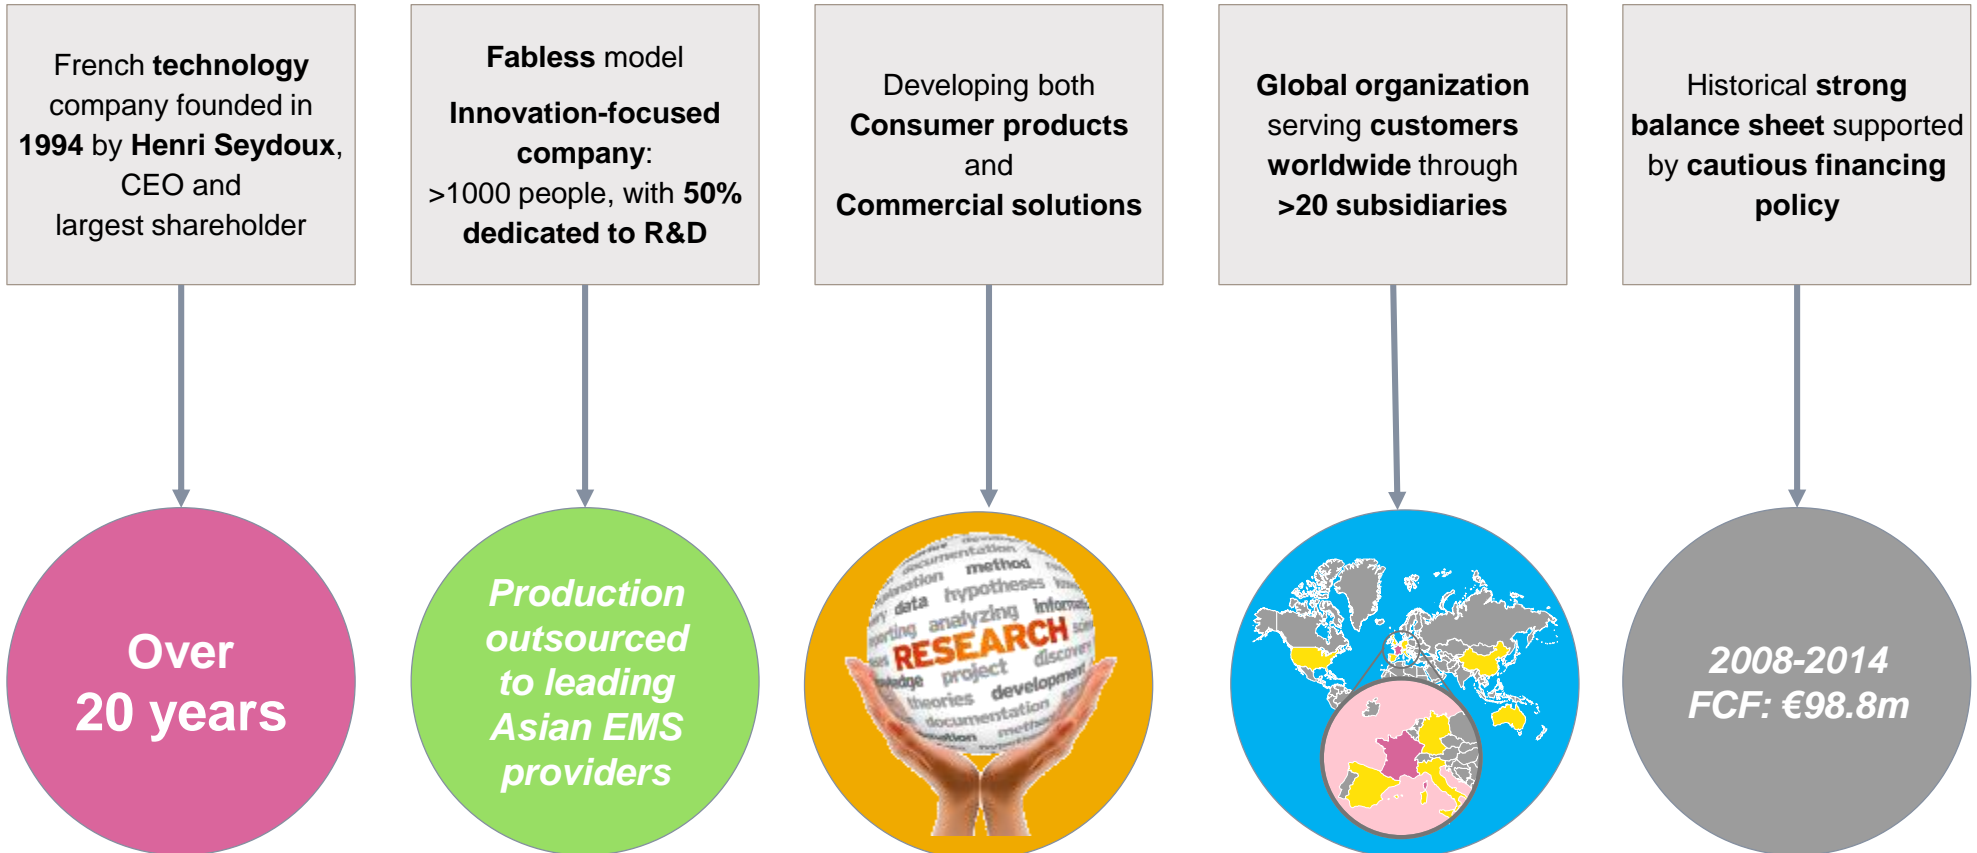 French technology
company founded in
1994 by Henri Seydoux,
CEO and
largest shareholder
Fabless model
Innovation-focused
company:
>1000 people, with 50%
dedicated to R&D
Developing both
Consumer products
and
Commercial solutions
Global organization
serving customers
worldwide through
>20 subsidiaries
Historical strong
balance sheet supported
by cautious financing
policy
Over
20 years
Production
outsourced
to leading
Asian EMS
providers
documentation
method
data hypotheses
analyzing
RESEARCH
project discovery
theories development
documentation
2008-2014
FCF: €98.8m